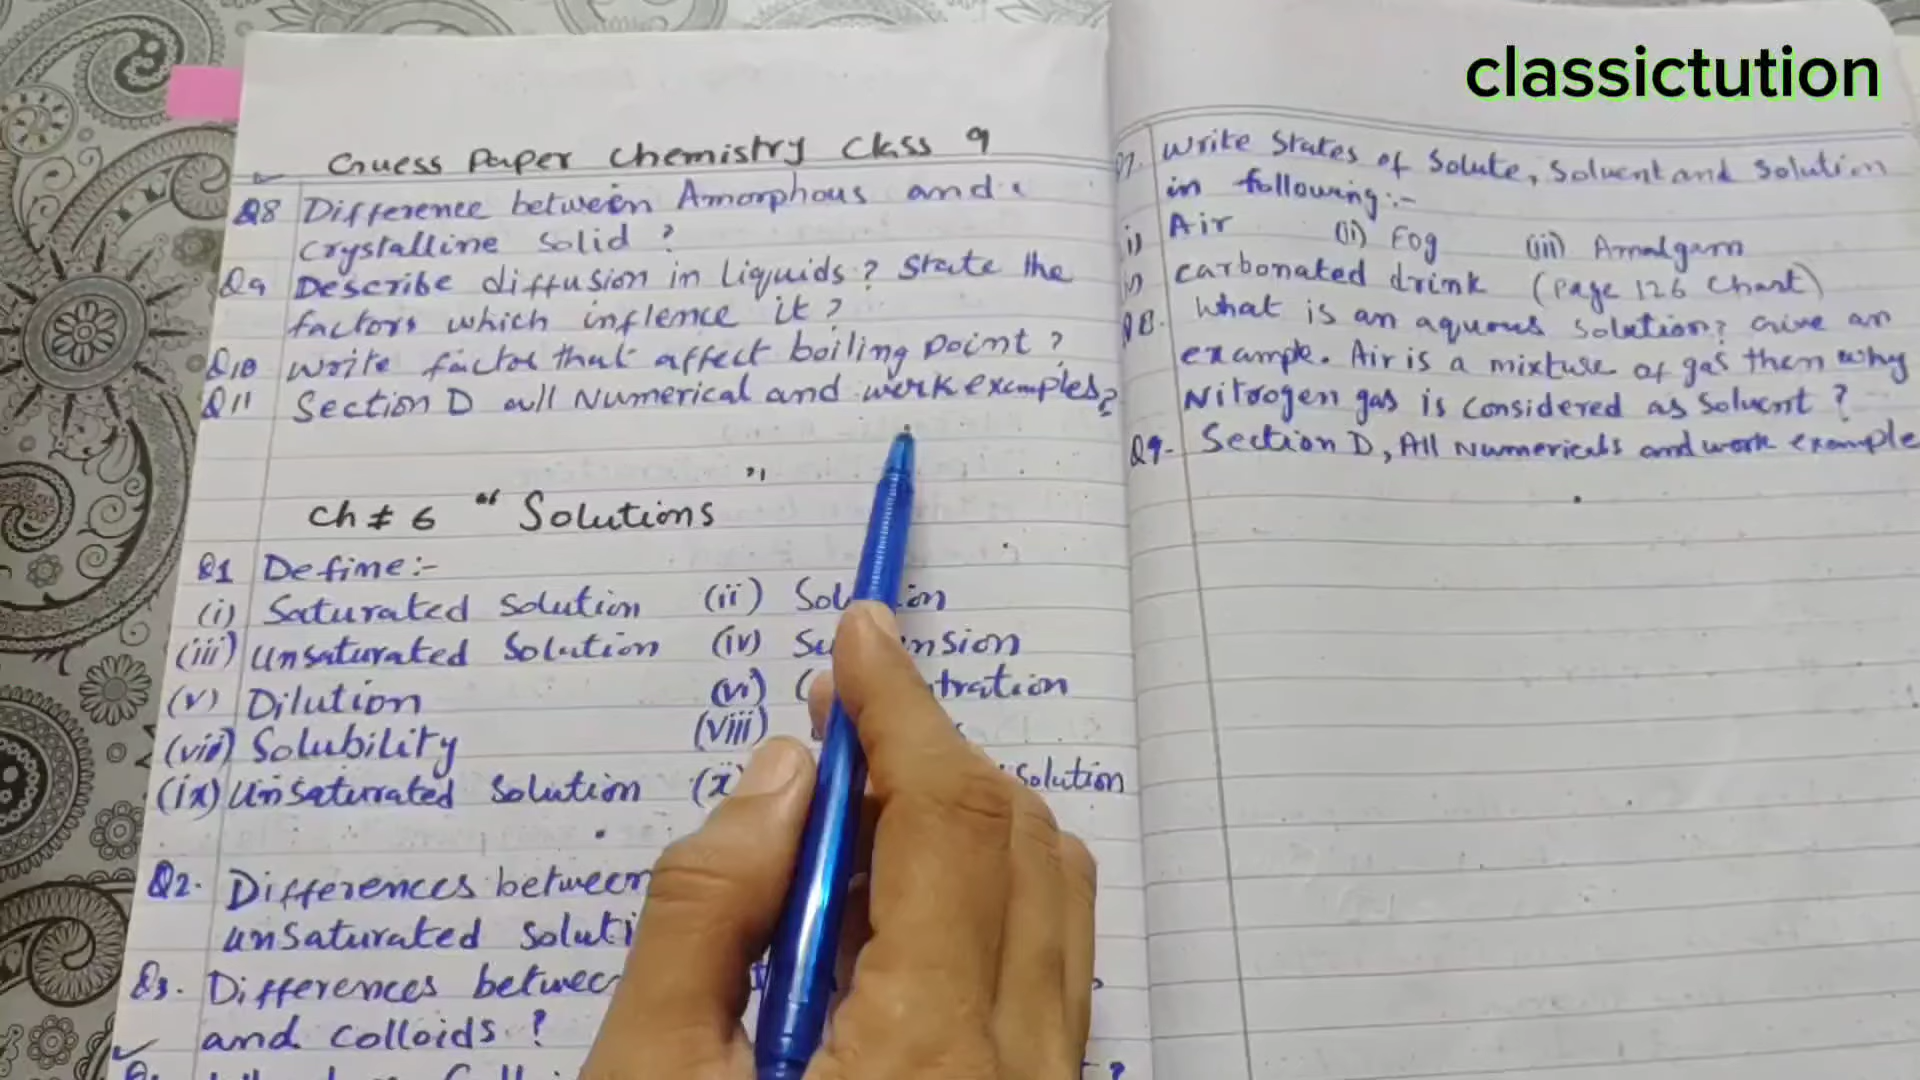 classictution
Guess Paper Chemistry Class 9
Q8 Difference between Amorphous and
Crystalline Solid ?
Q9 Describe diffusion in liquids? State the
factors which inflence it?
Q10 Write factor that affect boiling point ?
Q11 Section D all Numerical and werk examples?
Ch # 6 " Solutions "
Q1 Define:-
(i) Saturated Solution (ii)
(iii) Unsaturated Solution (iv)
(v) Dilution (vi)
(vii) Solubility (viii)
(ix) Unsaturated Solution (x) Solution
Q2. Differences between
unsaturated
Q3. Differences
and colloids ?
Q7. Write States of Solute, Solvent and Solution
in following:-
i) Air (ii) Fog (iii) Amalgam
carbonated drink (Page 126 Chart)
Q8. What is an aquous solution? Give an
example. Air is a mixture of gas then why
Nitrogen gas is considered as Solvent ?
Q9. Section D, All Numericals and work example